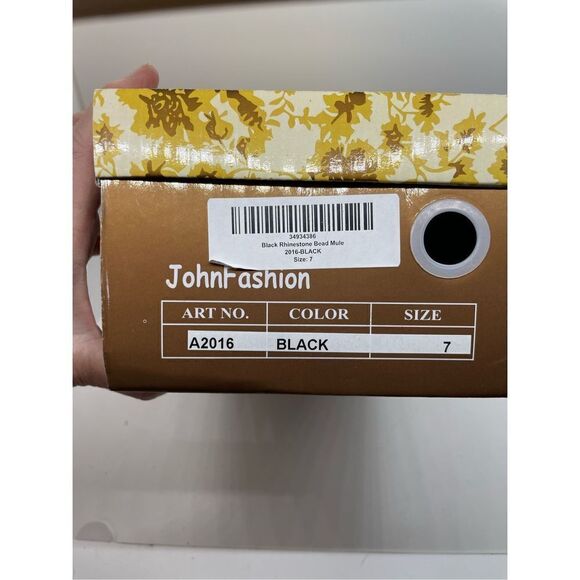 34934386
Black Rhinestone Bead Mule
2016-BLACK
Size: 7
JohnFashion
ART NO. COLOR SIZE
A2016 BLACK 7